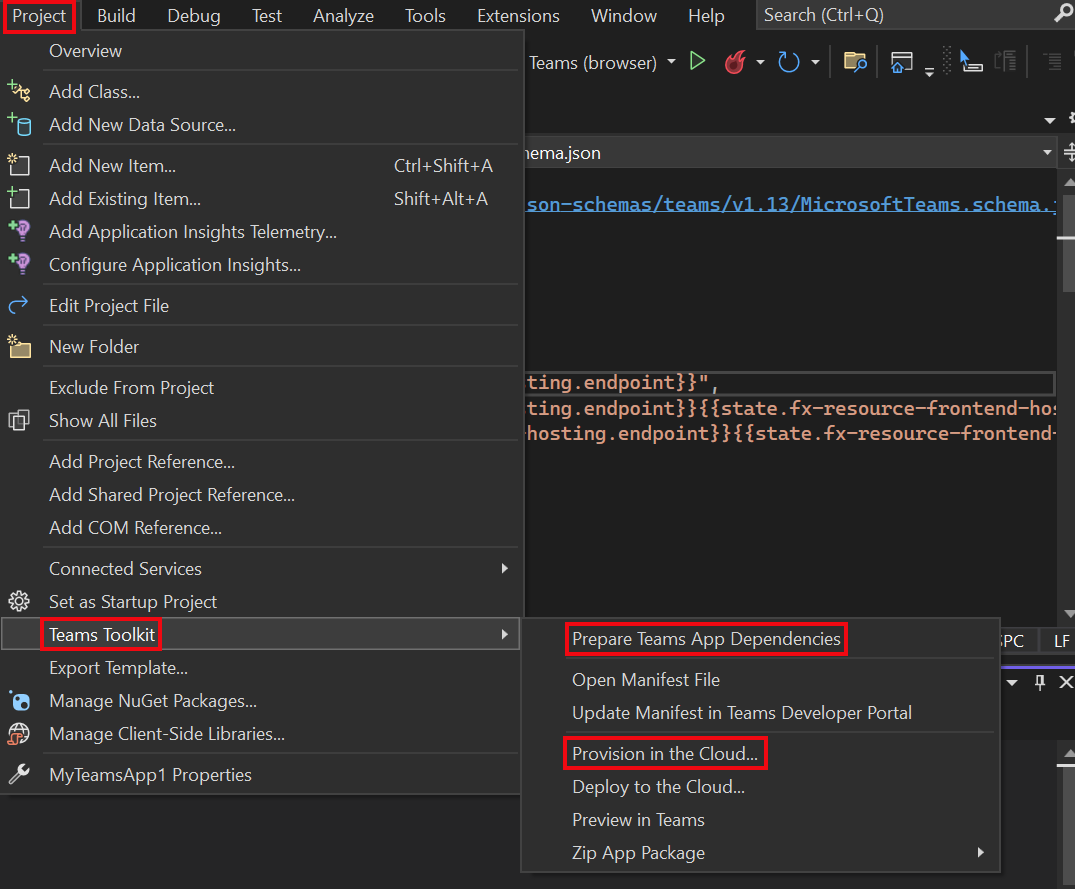 Project Build Debug Test Analyze Tools Extensions Window Help Search (Ctrl+Q)
Teams (browser)
Overview
Add Class...
Add New Data Source...
Add New Item... Ctrl+Shift+A
Add Existing Item... Shift+Alt+A
Add Application Insights Telemetry...
Configure Application Insights...
Edit Project File
New Folder
Exclude From Project
Show All Files
Add Project Reference...
Add Shared Project Reference...
Add COM Reference...
Connected Services
Set as Startup Project
Teams Toolkit
Export Template...
Manage NuGet Packages...
Manage Client-Side Libraries...
MyTeamsApp1 Properties
hema.json
son-schemas/teams/v1.13/MicrosoftTeams.schema.j
ting.endpoint}}",
ting.endpoint}}{{state.fx-resource-frontend-hos
hosting.endpoint}}{{state.fx-resource-frontend-
Prepare Teams App Dependencies
Open Manifest File
Update Manifest in Teams Developer Portal
Provision in the Cloud...
Deploy to the Cloud...
Preview in Teams
Zip App Package
SPC LF